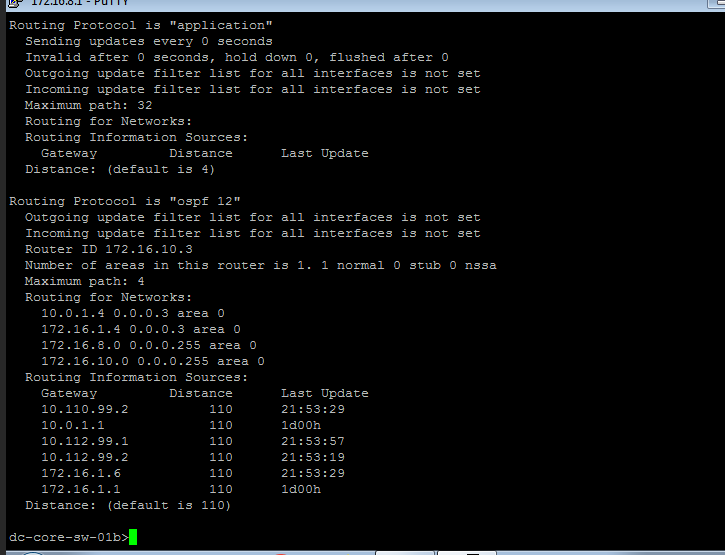 172.16.8.1 - PuTTY
Routing Protocol is "application"
  Sending updates every 0 seconds
  Invalid after 0 seconds, hold down 0, flushed after 0
  Outgoing update filter list for all interfaces is not set
  Incoming update filter list for all interfaces is not set
  Maximum path: 32
  Routing for Networks:
  Routing Information Sources:
    Gateway         Distance      Last Update
  Distance: (default is 4)

Routing Protocol is "ospf 12"
  Outgoing update filter list for all interfaces is not set
  Incoming update filter list for all interfaces is not set
  Router ID 172.16.10.3
  Number of areas in this router is 1. 1 normal 0 stub 0 nssa
  Maximum path: 4
  Routing for Networks:
    10.0.1.4 0.0.0.3 area 0
    172.16.1.4 0.0.0.3 area 0
    172.16.8.0 0.0.0.255 area 0
    172.16.10.0 0.0.0.255 area 0
  Routing Information Sources:
    Gateway         Distance      Last Update
    10.110.99.2          110      21:53:29
    10.0.1.1             110      1d00h
    10.112.99.1          110      21:53:57
    10.112.99.2          110      21:53:19
    172.16.1.6           110      21:53:29
    172.16.1.1           110      1d00h
  Distance: (default is 110)

dc-core-sw-01b>